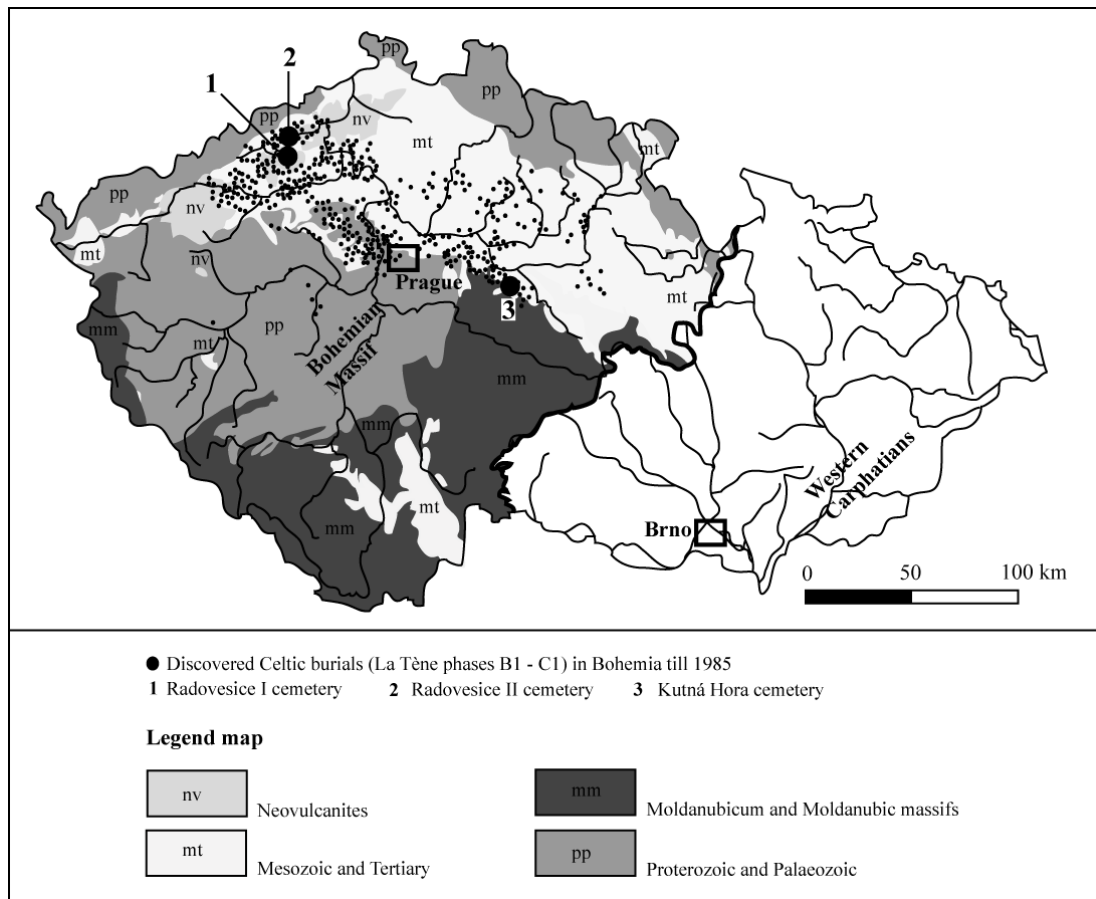 2
1
pp
pp
pp
nv
mt
mt
pp
nv
mt
nv
Prague
mt
3
pp
mm
mt
Bohemian
Massif
mm
mm
mm
mt
Western
Carphatians
Brno
0 50 100 km
Discovered Celtic burials (La Tène phases B1 - C1) in Bohemia till 1985
1 Radovesice I cemetery 2 Radovesice II cemetery 3 Kutná Hora cemetery
Legend map
nv Neovulcanites
mm Moldanubicum and Moldanubic massifs
mt Mesozoic and Tertiary
pp Proterozoic and Palaeozoic